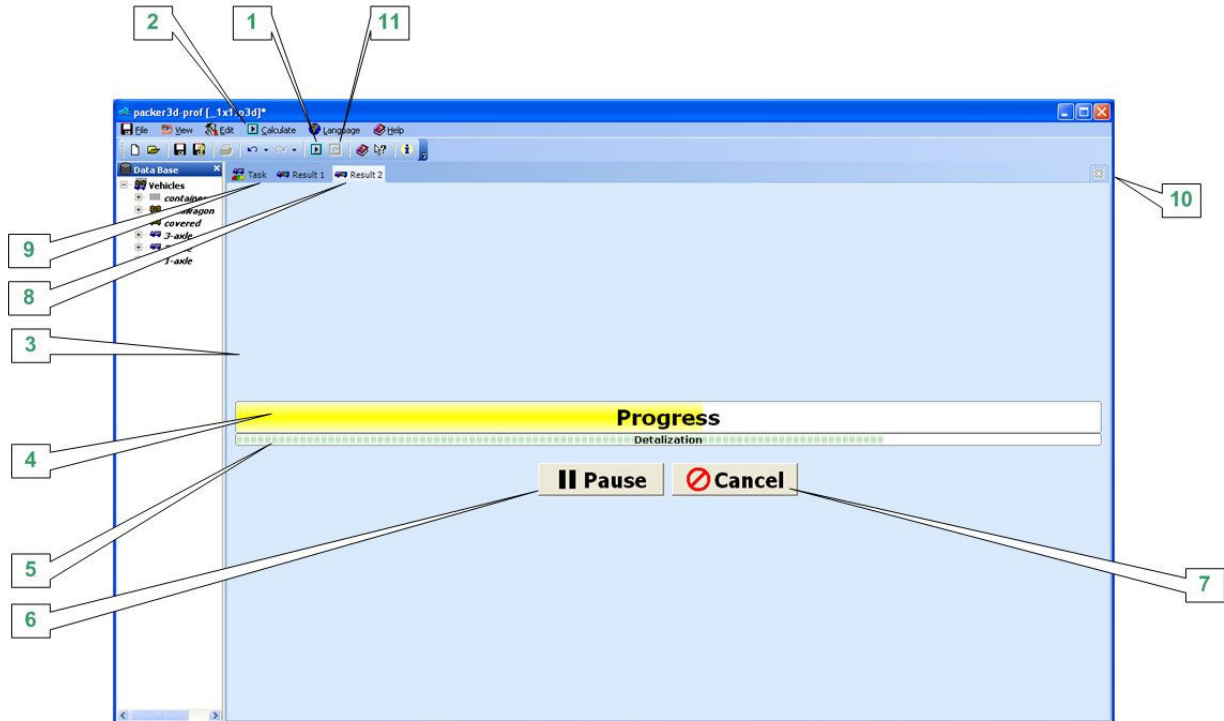 2 1 11
packer3d-prof [_1x1.p3d]*
File View Edit Calculate Language Help
Data Base
Task Result 1 Result 2
Vehicles
container
10
covered
9
3-axle
1-axle
8
3
Progress
Detalization
4
Pause Cancel
5
7
6